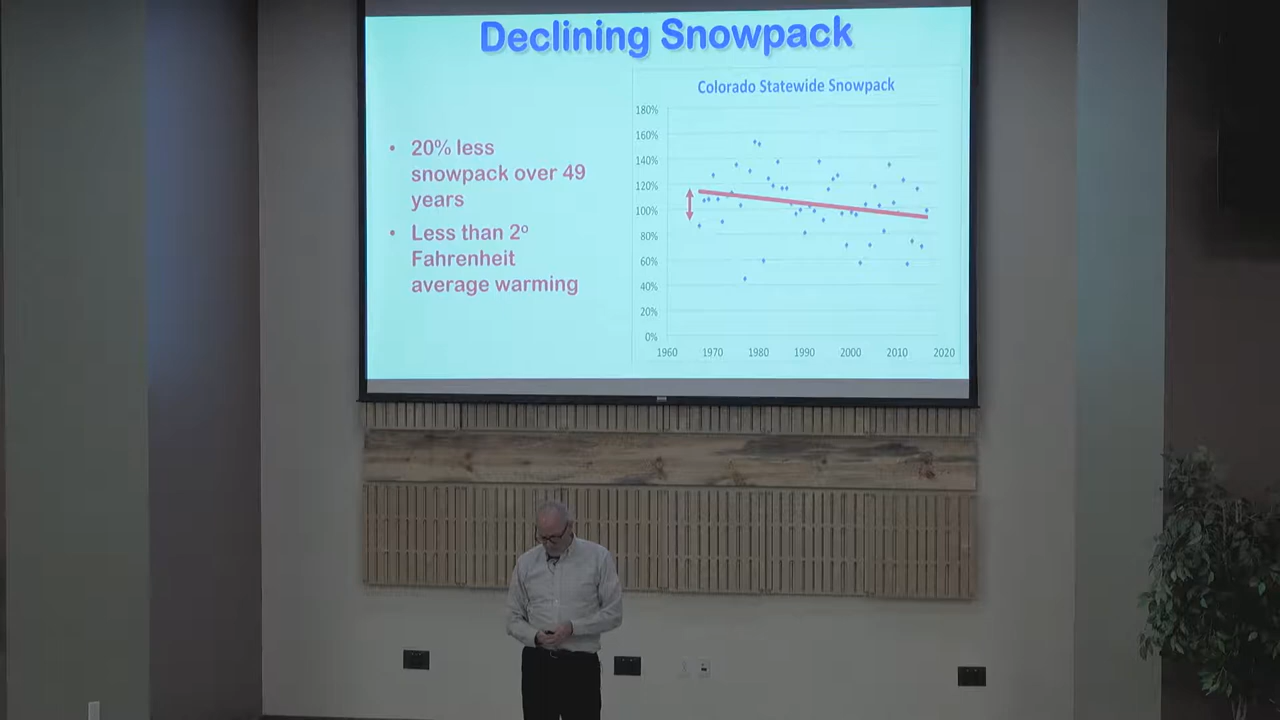 Declining Snowpack
• 20% less
snowpack over 49
years
• Less than 2º
Fahrenheit
average warming
Colorado Statewide Snowpack
180%
160%
140%
120%
100%
80%
60%
40%
20%
0%
1960 1970 1980 1990 2000 2010 2020